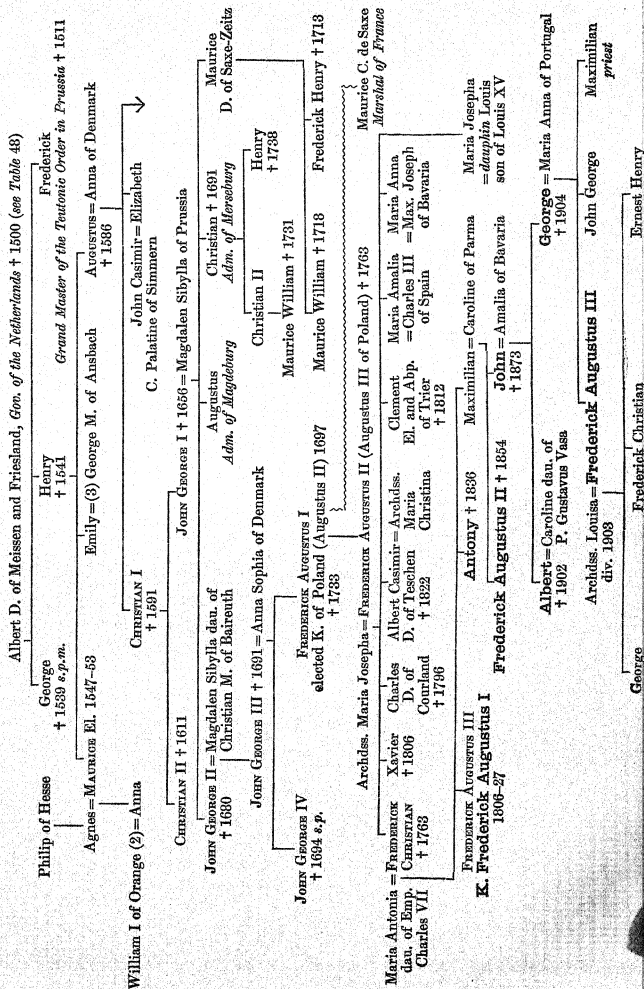 Albert D. of Meissen and Friesland, Gov. of the Netherlands † 1500 (see Table 48)
Philip of Hesse
George
† 1539 s.p.m.
Henry
† 1541
Frederick
Grand Master of the Teutonic Order in Prussia † 1511
Agnes = MAURICE El. 1547–53
Emily = (3) George M. of Ansbach
AUGUSTUS = Anna of Denmark
† 1586
William I of Orange (2) = Anna
CHRISTIAN I
† 1591
John Casimir = Elizabeth
C. Palatine of Simmern
CHRISTIAN II † 1611
JOHN GEORGE I † 1656 = Magdalen Sibylla of Prussia
JOHN GEORGE II = Magdalen Sibylla dau. of
† 1680
Christian M. of Baireuth
Augustus
Adm. of Magdeburg
Christian † 1691
Adm. of Merseburg
Maurice
D. of Saxe-Zeitz
JOHN GEORGE III † 1691 = Anna Sophia of Denmark
Christian II
Henry
† 1738
Maurice William † 1731
JOHN GEORGE IV
† 1694 s.p.
FREDERICK AUGUSTUS I
elected K. of Poland (Augustus II) 1697
† 1733
Maurice William † 1718
Frederick Henry † 1713
Archdss. Maria Josepha = FREDERICK AUGUSTUS II (Augustus III of Poland) † 1763
Maurice C. de Saxe
Marshal of France
Maria Antonia = FREDERICK
dau. of Emp.
Charles VII
CHRISTIAN
† 1763
Xavier
† 1806
Charles
D. of
Courland
† 1796
Albert Casimir = Archdss.
D. of Teschen
† 1822
Maria
Christina
Clement
El. and Abp.
of Trier
† 1812
Maria Amalia
= Charles III
of Spain
Maria Anna
= Max. Joseph
of Bavaria
Maria Josepha
= dauphin Louis
son of Louis XV
FREDERICK AUGUSTUS III
K. Frederick Augustus I
1806–27
Antony † 1836
Maximilian = Caroline of Parma
Frederick Augustus II † 1854
John = Amalia of Bavaria
† 1873
Albert = Caroline dau. of
† 1902 P. Gustavus Vasa
George = Maria Anna of Portugal
† 1904
Archdss. Louisa = Frederick Augustus III
div. 1903
John George
Maximilian
priest
George
Frederick Christian
Ernest Henry